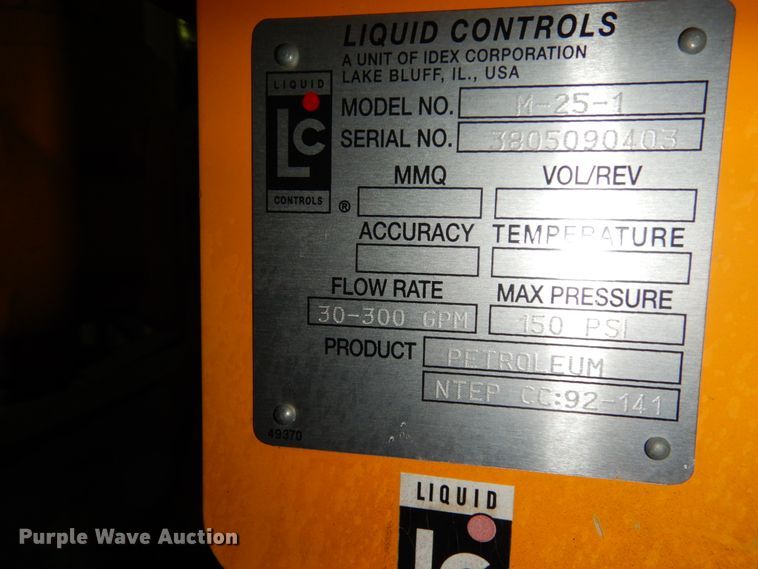 LIQUID CONTROLS
A UNIT OF IDEX CORPORATION
LAKE BLUFF, IL., USA
LIQUID
LC
CONTROLS
®
MODEL NO. M-25-1
SERIAL NO. 3805090403
MMQ VOL/REV
ACCURACY TEMPERATURE
FLOW RATE MAX PRESSURE
30-300 GPM 150 PSI
PRODUCT PETROLEUM
NTEP CC:92-141
49370
LIQUID
LC
Purple Wave Auction